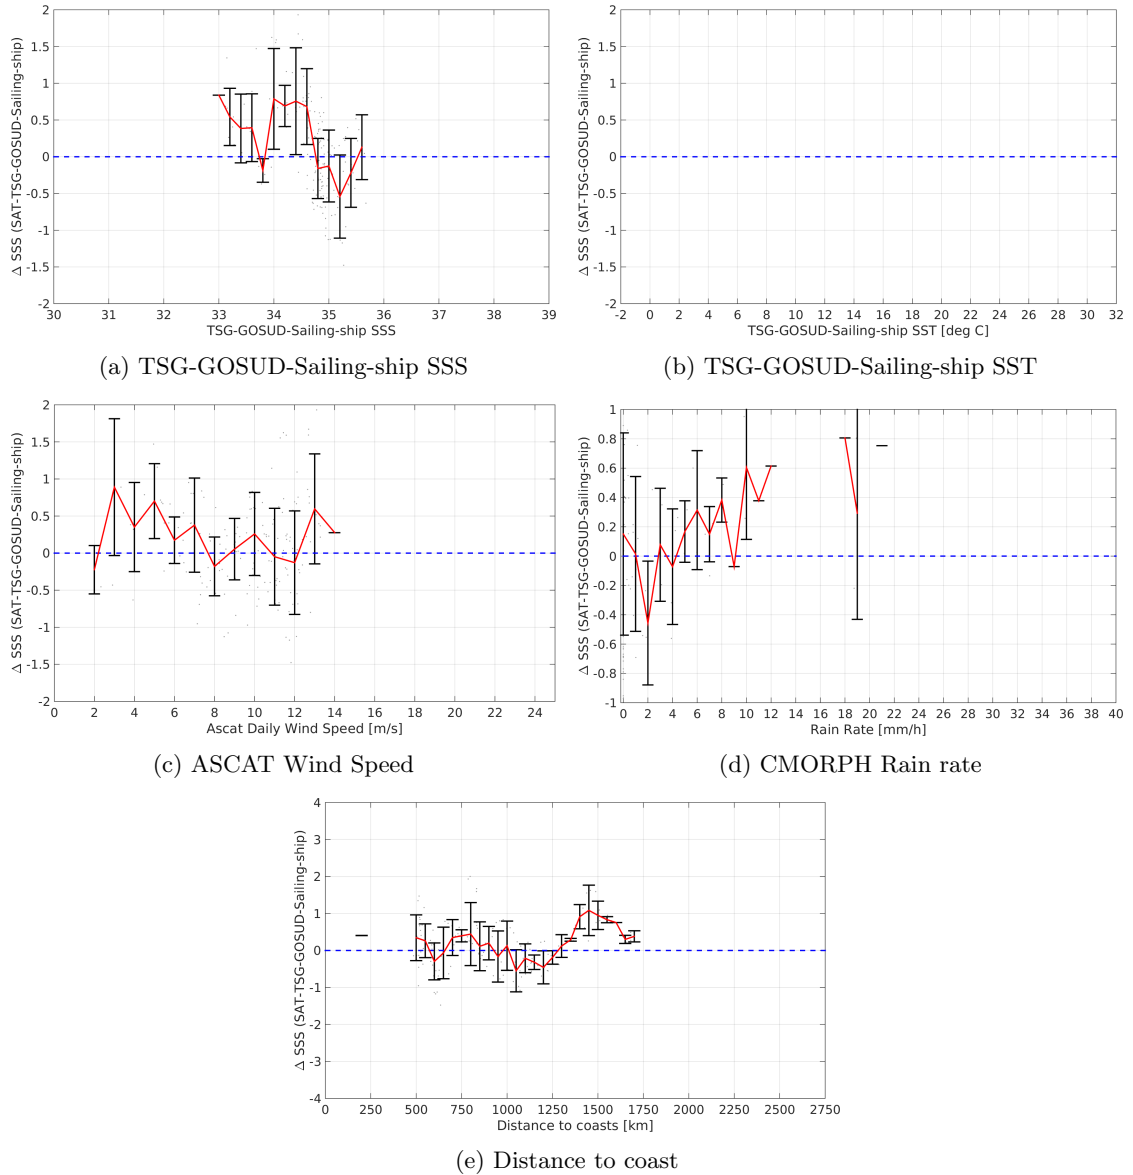 Δ SSS (SAT-TSG-GOSUD-Sailing-ship)
2
1.5
1
0.5
0
-0.5
-1
-1.5
-2
30 31 32 33 34 35 36 37 38 39
TSG-GOSUD-Sailing-ship SSS
(a) TSG-GOSUD-Sailing-ship SSS
Δ SSS (SAT-TSG-GOSUD-Sailing-ship)
2
1.5
1
0.5
0
-0.5
-1
-1.5
-2
-2 0 2 4 6 8 10 12 14 16 18 20 22 24 26 28 30 32
TSG-GOSUD-Sailing-ship SST [deg C]
(b) TSG-GOSUD-Sailing-ship SST
Δ SSS (SAT-TSG-GOSUD-Sailing-ship)
2
1.5
1
0.5
0
-0.5
-1
-1.5
-2
0 2 4 6 8 10 12 14 16 18 20 22 24
Ascat Daily Wind Speed [m/s]
(c) ASCAT Wind Speed
Δ SSS (SAT-TSG-GOSUD-Sailing-ship)
1
0.8
0.6
0.4
0.2
0
-0.2
-0.4
-0.6
-0.8
-1
0 2 4 6 8 10 12 14 16 18 20 22 24 26 28 30 32 34 36 38 40
Rain Rate [mm/h]
(d) CMORPH Rain rate
Δ SSS (SAT-TSG-GOSUD-Sailing-ship)
4
3
2
1
0
-1
-2
-3
-4
0 250 500 750 1000 1250 1500 1750 2000 2250 2500 2750
Distance to coasts [km]
(e) Distance to coast